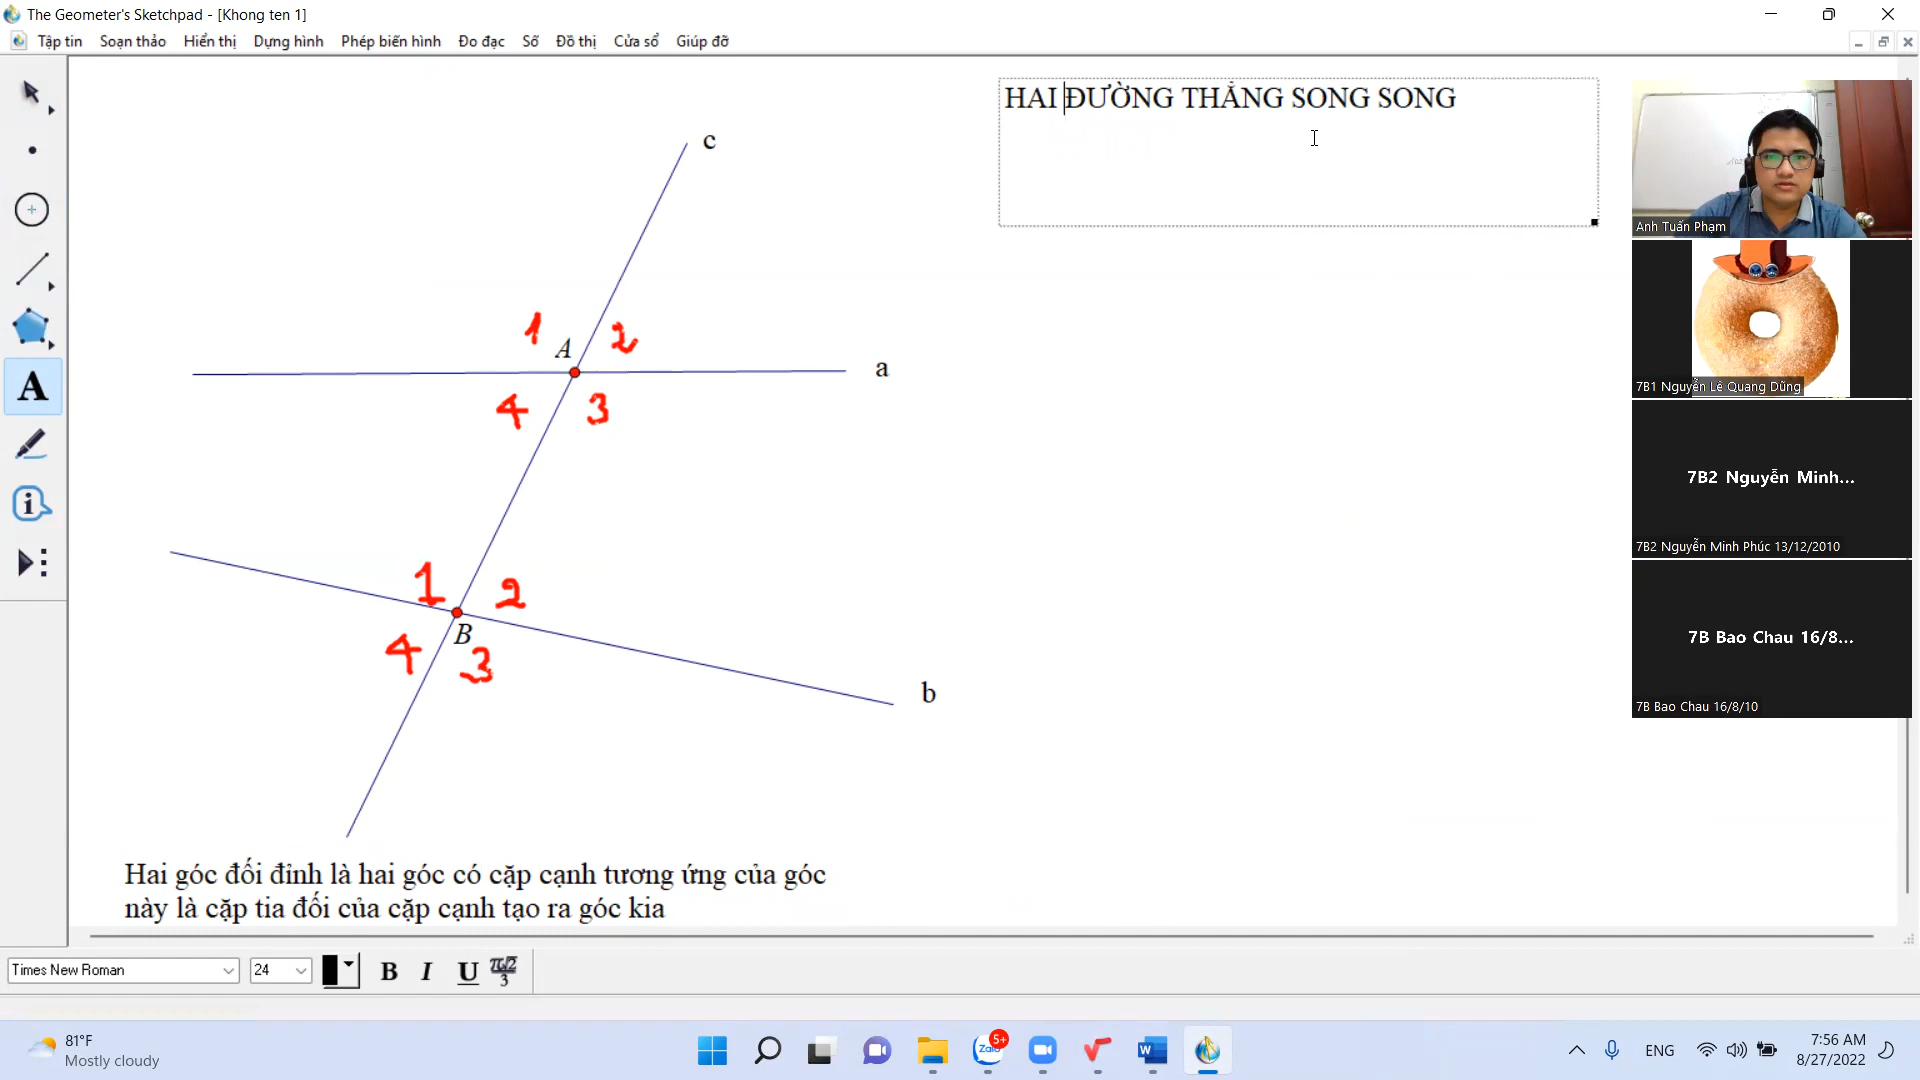 The Geometer's Sketchpad - [Khong ten 1]
Tập tin Soạn thảo Hiển thị Dựng hình Phép biến hình Đo đạc Số Đồ thị Cửa sổ Giúp đỡ
HAI ĐƯỜNG THẲNG SONG SONG
c
1 2
A
a
4 3
1 2
B
4 3
b
Hai góc đối đỉnh là hai góc có cặp cạnh tương ứng của góc
này là cặp tia đối của cặp cạnh tạo ra góc kia
A
Anh Tuấn Phạm
7B1 Nguyễn Lê Quang Dũng
7B2 Nguyễn Minh...
7B2 Nguyễn Minh Phúc 13/12/2010
7B Bao Chau 16/8...
7B Bao Chau 16/8/10
Times New Roman 24 B I U
81°F
Mostly cloudy
5+
Zalo
W
ENG
7:56 AM
8/27/2022